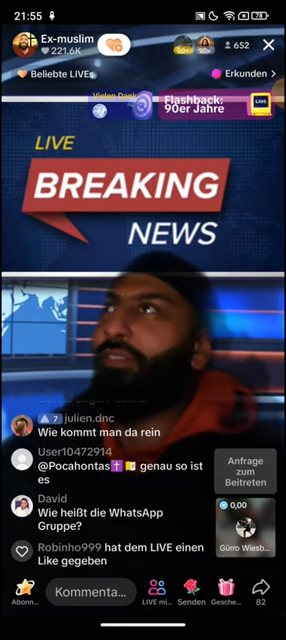 21:55
78
Ex-muslim
221.6K
20+
652
Beliebte LIVEs
Erkunden >
Vielen Dank
Flashback:
90er Jahre
LIVE
LIVE
BREAKING
NEWS
7 julien.dnc
Wie kommt man da rein
User10472914
@Pocahontas✝️🇻🇦 genau so ist
es
Anfrage
zum
Beitreten
David
Wie heißt die WhatsApp
Gruppe?
0,00
Gürro Wiesb...
Robinho999 hat dem LIVE einen
Like gegeben
Kommenta...
Abonn...
LIVE mi...
Senden
Gesche...
82